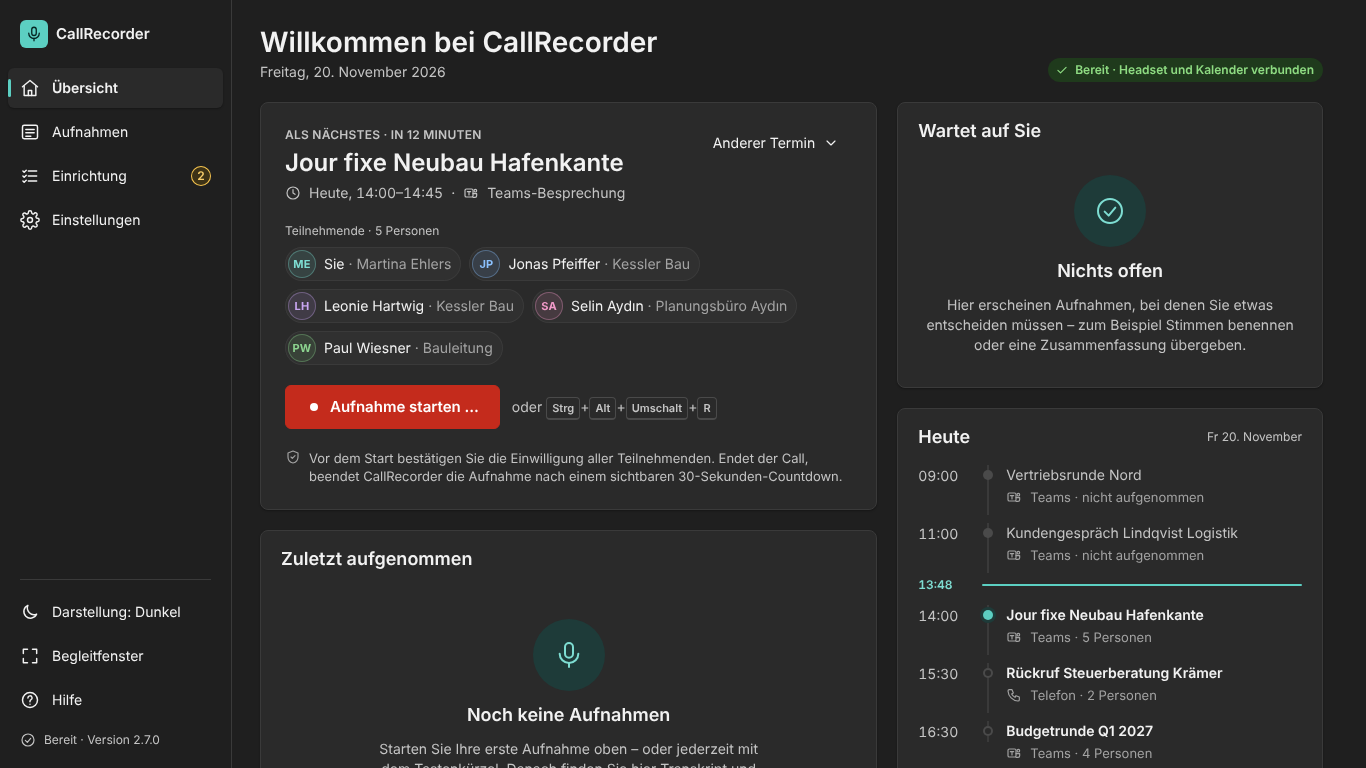 CallRecorder
Übersicht
Aufnahmen
Einrichtung
2
Einstellungen
Darstellung: Dunkel
Begleitfenster
Hilfe
Bereit · Version 2.7.0
Willkommen bei CallRecorder
Freitag, 20. November 2026
Bereit · Headset und Kalender verbunden
ALS NÄCHSTES · IN 12 MINUTEN
Anderer Termin
Jour fixe Neubau Hafenkante
Heute, 14:00–14:45 · Teams-Besprechung
Teilnehmende · 5 Personen
ME Sie · Martina Ehlers
JP Jonas Pfeiffer · Kessler Bau
LH Leonie Hartwig · Kessler Bau
SA Selin Aydın · Planungsbüro Aydın
PW Paul Wiesner · Bauleitung
Aufnahme starten ...
oder Strg + Alt + Umschalt + R
Vor dem Start bestätigen Sie die Einwilligung aller Teilnehmenden. Endet der Call,
beendet CallRecorder die Aufnahme nach einem sichtbaren 30-Sekunden-Countdown.
Zuletzt aufgenommen
Noch keine Aufnahmen
Starten Sie Ihre erste Aufnahme oben – oder jederzeit mit
dem Tastenkürzel. Danach finden Sie hier Transkript und
Wartet auf Sie
Nichts offen
Hier erscheinen Aufnahmen, bei denen Sie etwas
entscheiden müssen – zum Beispiel Stimmen benennen
oder eine Zusammenfassung übergeben.
Heute
Fr 20. November
09:00 Vertriebsrunde Nord
Teams · nicht aufgenommen
11:00 Kundengespräch Lindqvist Logistik
Teams · nicht aufgenommen
13:48
14:00 Jour fixe Neubau Hafenkante
Teams · 5 Personen
15:30 Rückruf Steuerberatung Krämer
Telefon · 2 Personen
16:30 Budgetrunde Q1 2027
Teams · 4 Personen